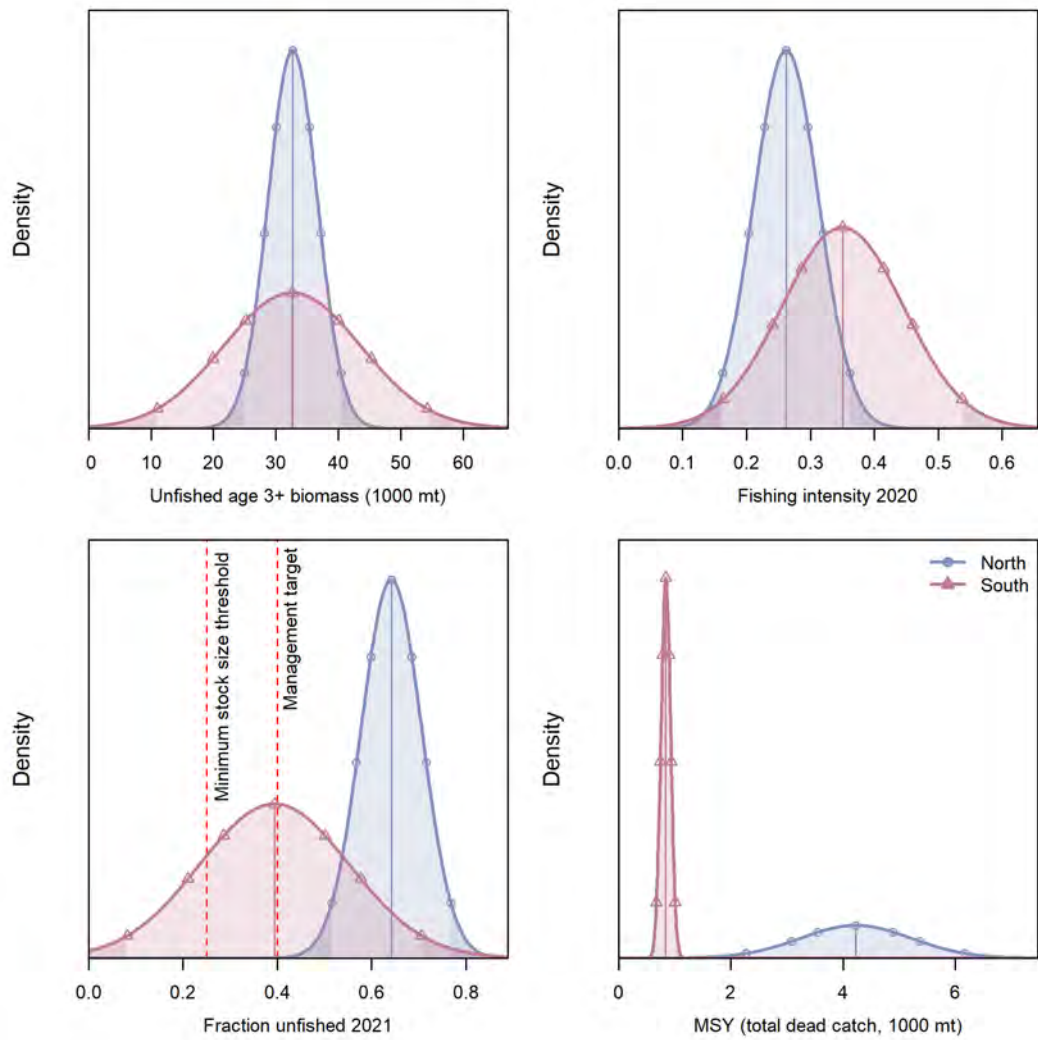 Density
0 10 20 30 40 50 60
Unfished age 3+ biomass (1000 mt)
Density
0.0 0.1 0.2 0.3 0.4 0.5 0.6
Fishing intensity 2020
Density
Minimum stock size threshold
Management target
0.0 0.2 0.4 0.6 0.8
Fraction unfished 2021
Density
North
South
0 2 4 6
MSY (total dead catch, 1000 mt)